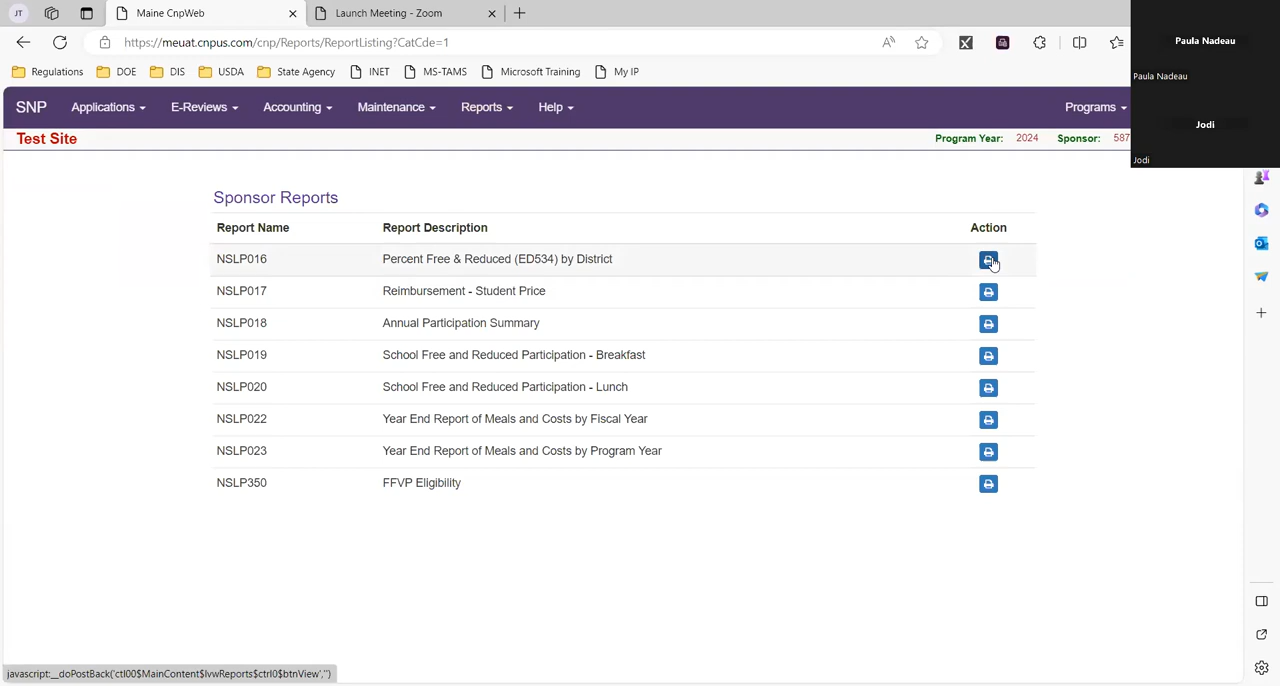 JT
Maine CnpWeb
Launch Meeting - Zoom
https://meuat.cnpus.com/cnp/Reports/ReportListing?CatCde=1
Regulations
DOE
DIS
USDA
State Agency
INET
MS-TAMS
Microsoft Training
My IP
Paula Nadeau
Paula Nadeau
Jodi
Jodi
SNP
Applications
E-Reviews
Accounting
Maintenance
Reports
Help
Programs
Test Site
Program Year: 2024 Sponsor: 587
Sponsor Reports
Report Name Report Description Action
NSLP016 Percent Free & Reduced (ED534) by District
NSLP017 Reimbursement - Student Price
NSLP018 Annual Participation Summary
NSLP019 School Free and Reduced Participation - Breakfast
NSLP020 School Free and Reduced Participation - Lunch
NSLP022 Year End Report of Meals and Costs by Fiscal Year
NSLP023 Year End Report of Meals and Costs by Program Year
NSLP350 FFVP Eligibility
javascript:__doPostBack('ctl00$MainContent$lvwReports$ctrl0$btnView','')